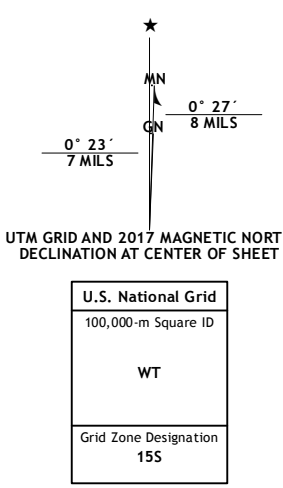 ★
MN
0° 27´
8 MILS
GN
0° 23´
7 MILS
UTM GRID AND 2017 MAGNETIC NORT
DECLINATION AT CENTER OF SHEET
U.S. National Grid
100,000-m Square ID
WT
Grid Zone Designation
15S